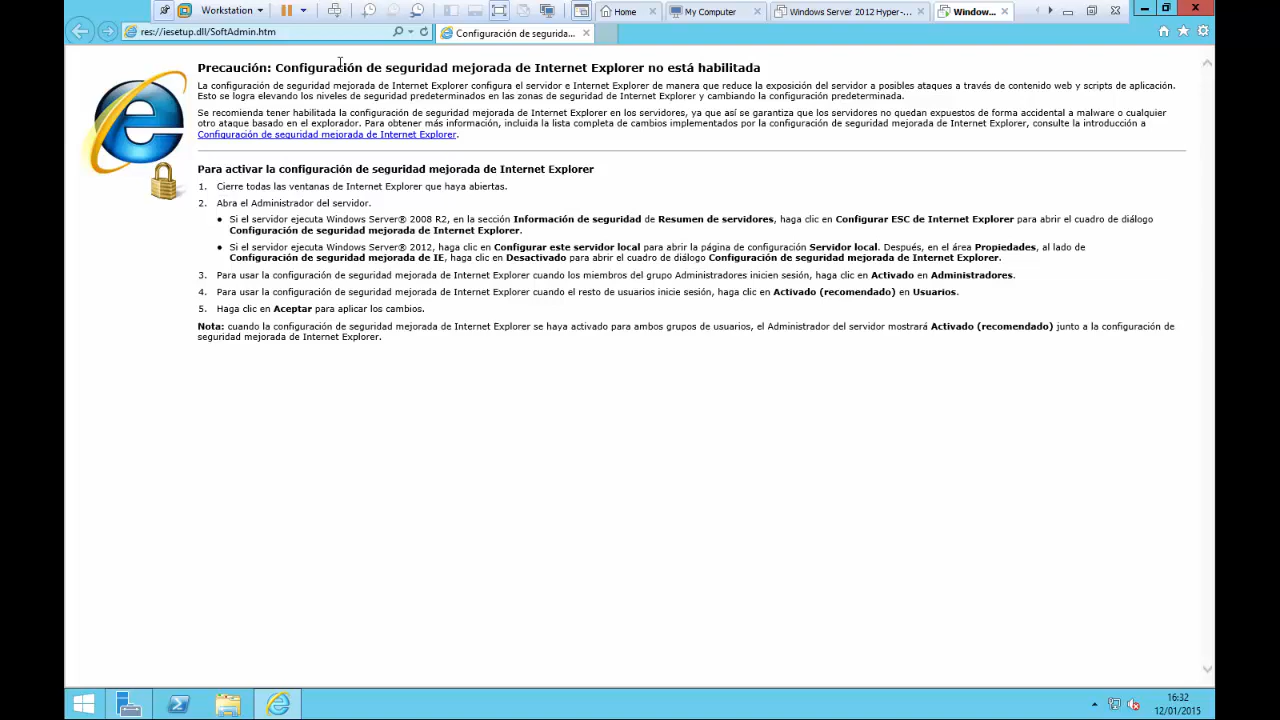 Workstation
Home
My Computer
Windows Server 2012 Hyper-...
Window...
res://iesetup.dll/SoftAdmin.htm
Configuración de segurida...
Precaución: Configuración de seguridad mejorada de Internet Explorer no está habilitada
La configuración de seguridad mejorada de Internet Explorer configura el servidor e Internet Explorer de manera que reduce la exposición del servidor a posibles ataques a través de contenido web y scripts de aplicación.
Esto se logra elevando los niveles de seguridad predeterminados en las zonas de seguridad de Internet Explorer y cambiando la configuración predeterminada.
Se recomienda tener habilitada la configuración de seguridad mejorada de Internet Explorer en los servidores, ya que así se garantiza que los servidores no quedan expuestos de forma accidental a malware o cualquier
otro ataque basado en el explorador. Para obtener más información, incluida la lista completa de cambios implementados por la configuración de seguridad mejorada de Internet Explorer, consulte la introducción a
Configuración de seguridad mejorada de Internet Explorer.
Para activar la configuración de seguridad mejorada de Internet Explorer
1. Cierre todas las ventanas de Internet Explorer que haya abiertas.
2. Abra el Administrador del servidor.
• Si el servidor ejecuta Windows Server® 2008 R2, en la sección Información de seguridad de Resumen de servidores, haga clic en Configurar ESC de Internet Explorer para abrir el cuadro de diálogo
Configuración de seguridad mejorada de Internet Explorer.
• Si el servidor ejecuta Windows Server® 2012, haga clic en Configurar este servidor local para abrir la página de configuración Servidor local. Después, en el área Propiedades, al lado de
Configuración de seguridad mejorada de IE, haga clic en Desactivado para abrir el cuadro de diálogo Configuración de seguridad mejorada de Internet Explorer.
3. Para usar la configuración de seguridad mejorada de Internet Explorer cuando los miembros del grupo Administradores inicien sesión, haga clic en Activado en Administradores.
4. Para usar la configuración de seguridad mejorada de Internet Explorer cuando el resto de usuarios inicie sesión, haga clic en Activado (recomendado) en Usuarios.
5. Haga clic en Aceptar para aplicar los cambios.
Nota: cuando la configuración de seguridad mejorada de Internet Explorer se haya activado para ambos grupos de usuarios, el Administrador del servidor mostrará Activado (recomendado) junto a la configuración de
seguridad mejorada de Internet Explorer.
16:32
12/01/2015